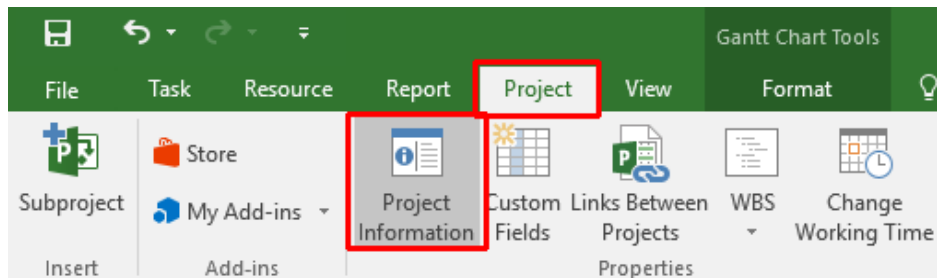 Gantt Chart Tools
File Task Resource Report Project View Format
Subproject
Store
My Add-ins
Project
Information
Custom
Fields
Links Between
Projects
WBS
Change
Working Time
Insert Add-ins Properties